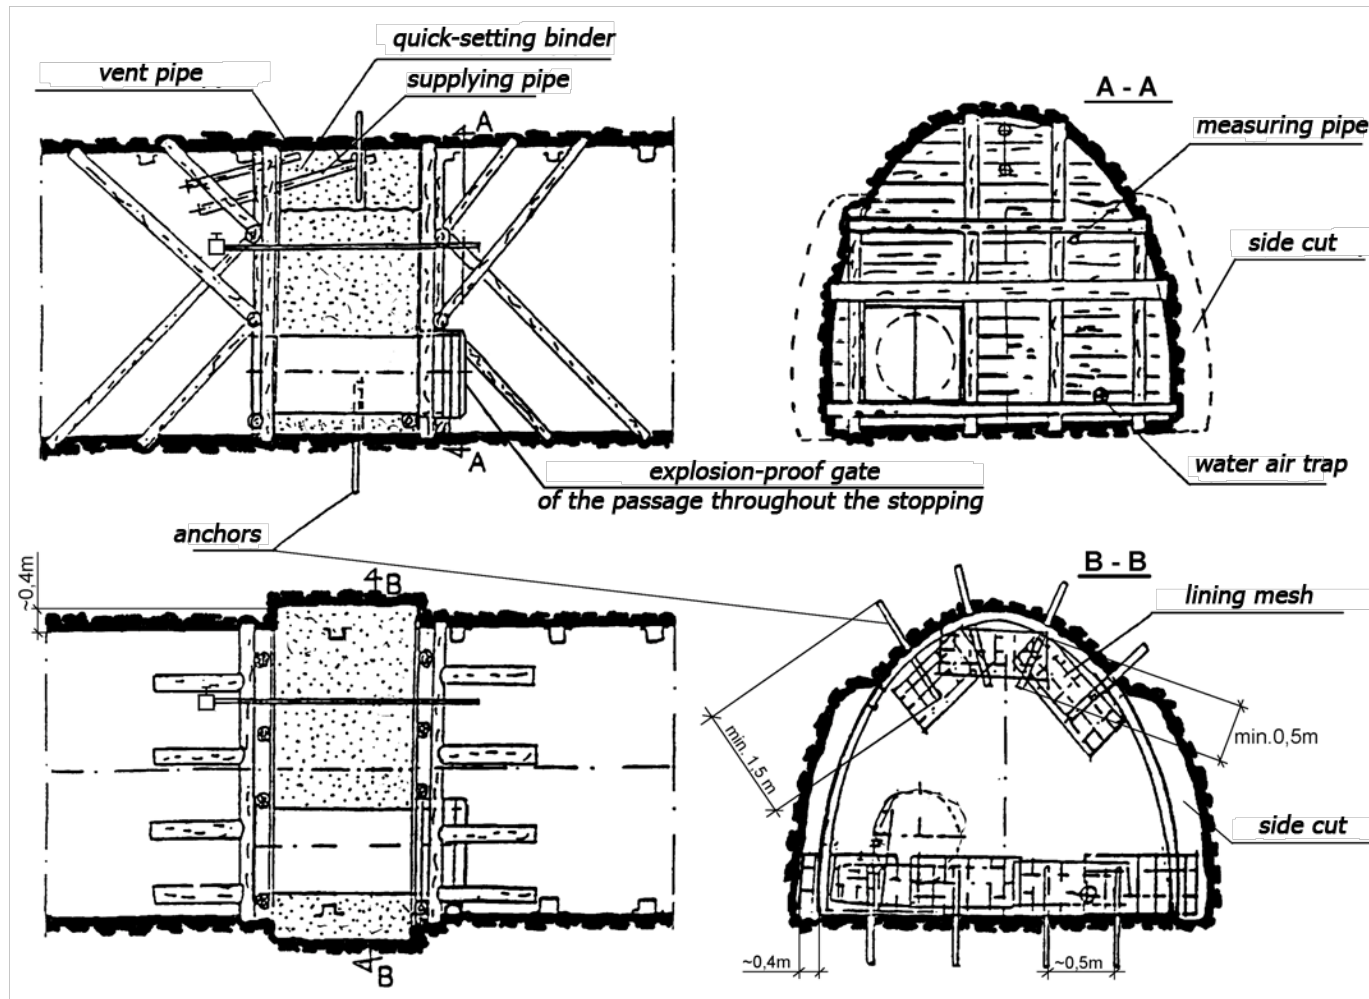 quick-setting binder
vent pipe
supplying pipe
A
A - A
measuring pipe
side cut
water air trap
A
explosion-proof gate
of the passage throughout the stopping
anchors
~0,4m
B
B - B
lining mesh
min. 1,5 m
min.0,5m
side cut
B
~0,4m
~0,5m